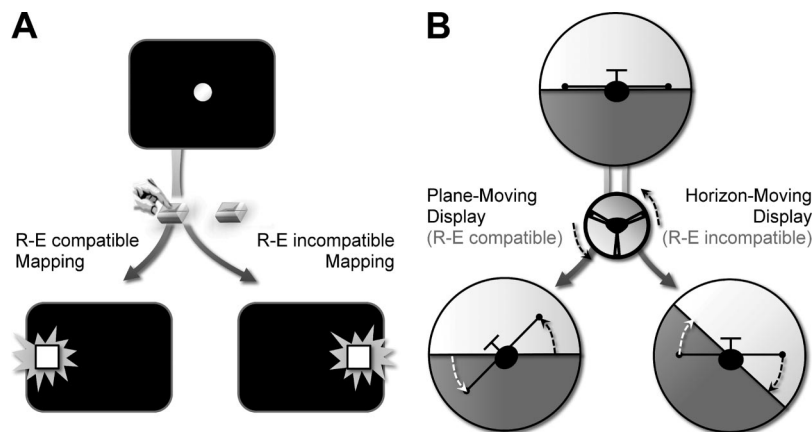 A
B
R-E compatible
Mapping
R-E incompatible
Mapping
Plane-Moving
Display
(R-E compatible)
Horizon-Moving
Display
(R-E incompatible)